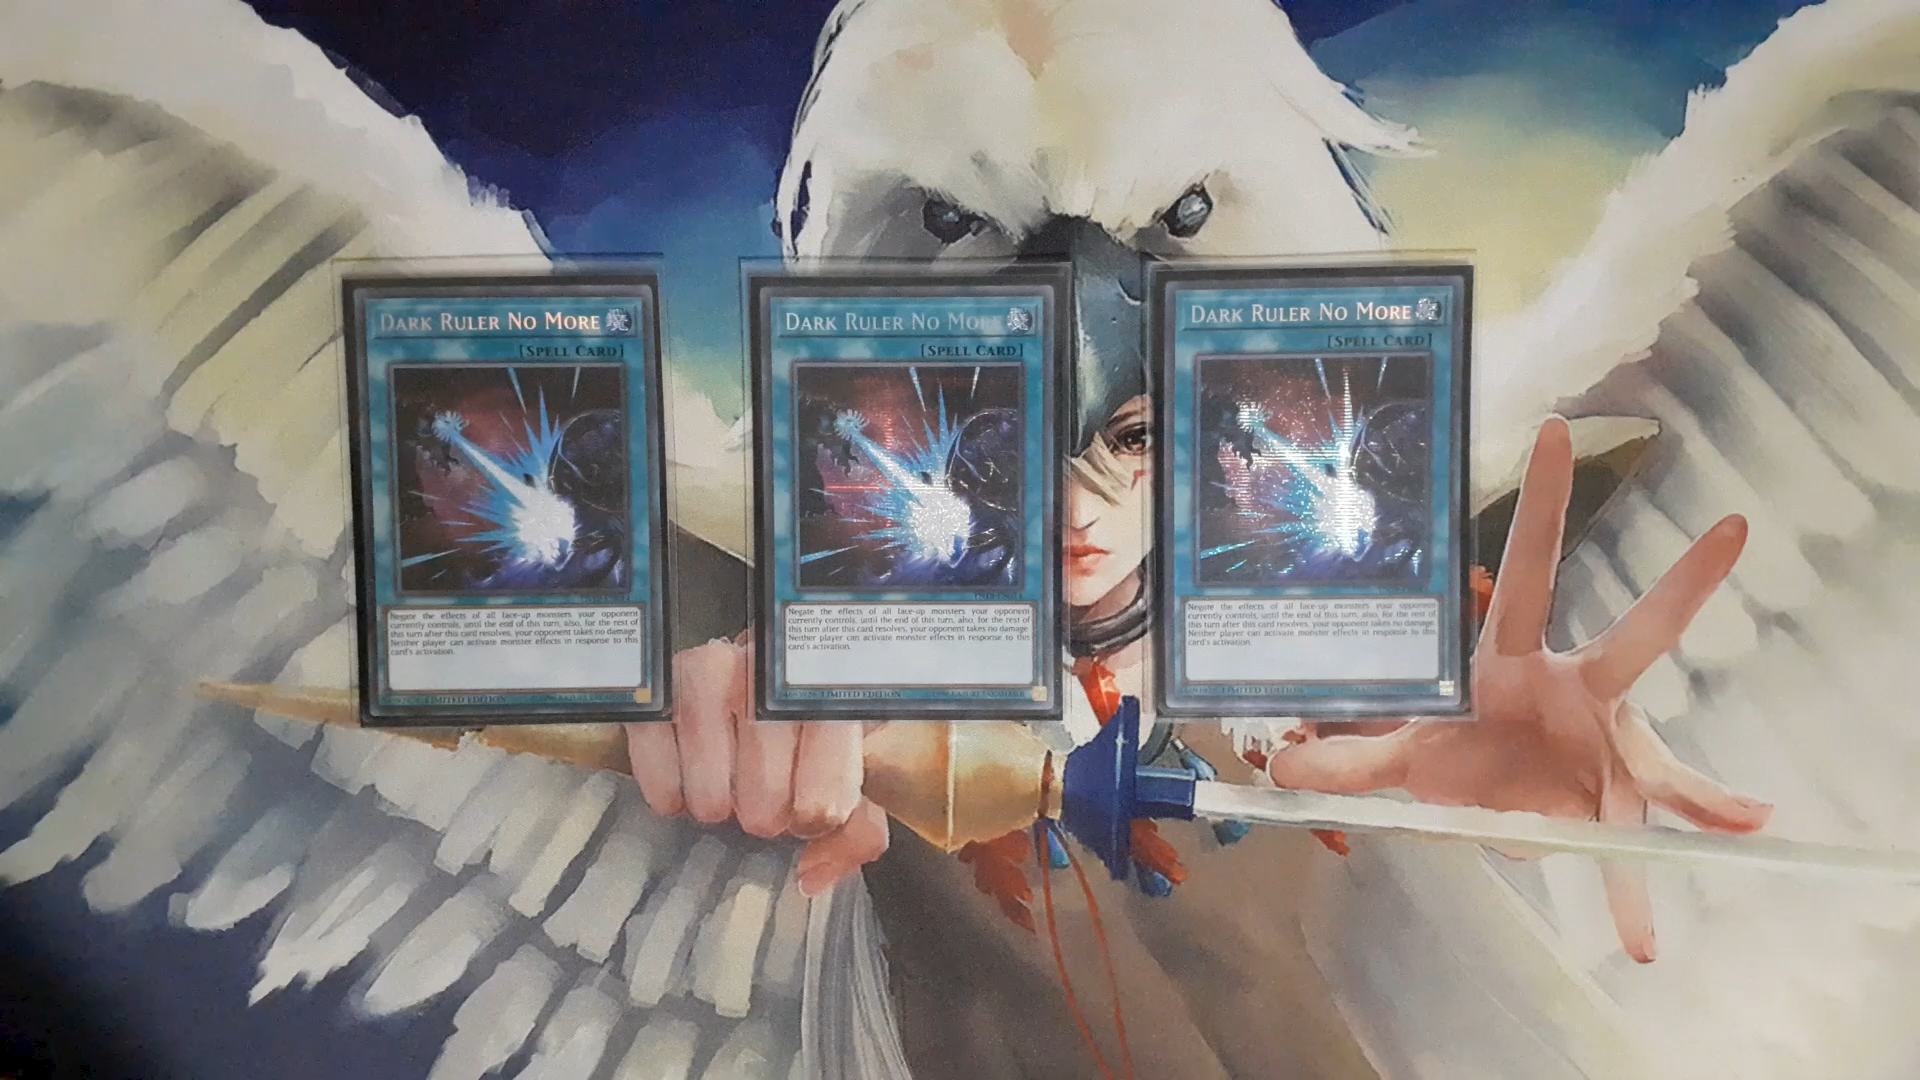 DARK RULER NO MORE
[SPELL CARD]
Negate the effects of all face-up monsters your opponent
currently controls, until the end of this turn, also, for the rest of
this turn after this card resolves, your opponent takes no damage.
Neither player can activate monster effects in response to this
card's activation.
LIMITED EDITION
DARK RULER NO MORE
[SPELL CARD]
Negate the effects of all face-up monsters your opponent
currently controls, until the end of this turn, also, for the rest of
this turn after this card resolves, your opponent takes no damage.
Neither player can activate monster effects in response to this
card's activation.
LIMITED EDITION
DARK RULER NO MORE
[SPELL CARD]
Negate the effects of all face-up monsters your opponent
currently controls, until the end of this turn, also, for the rest of
this turn after this card resolves, your opponent takes no damage.
Neither player can activate monster effects in response to this
card's activation.
LIMITED EDITION